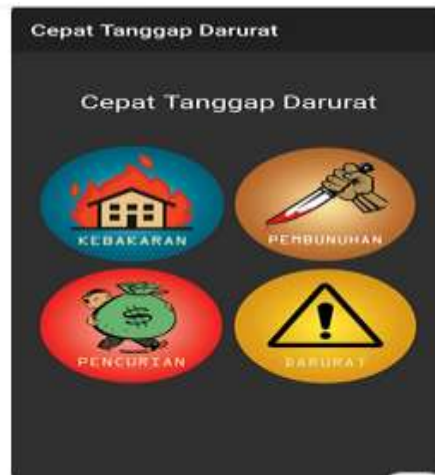 Cepat Tanggap Darurat
Cepat Tanggap Darurat
KEBAKARAN
PEMBUNUHAN
$
PENCURIAN
DARURAT